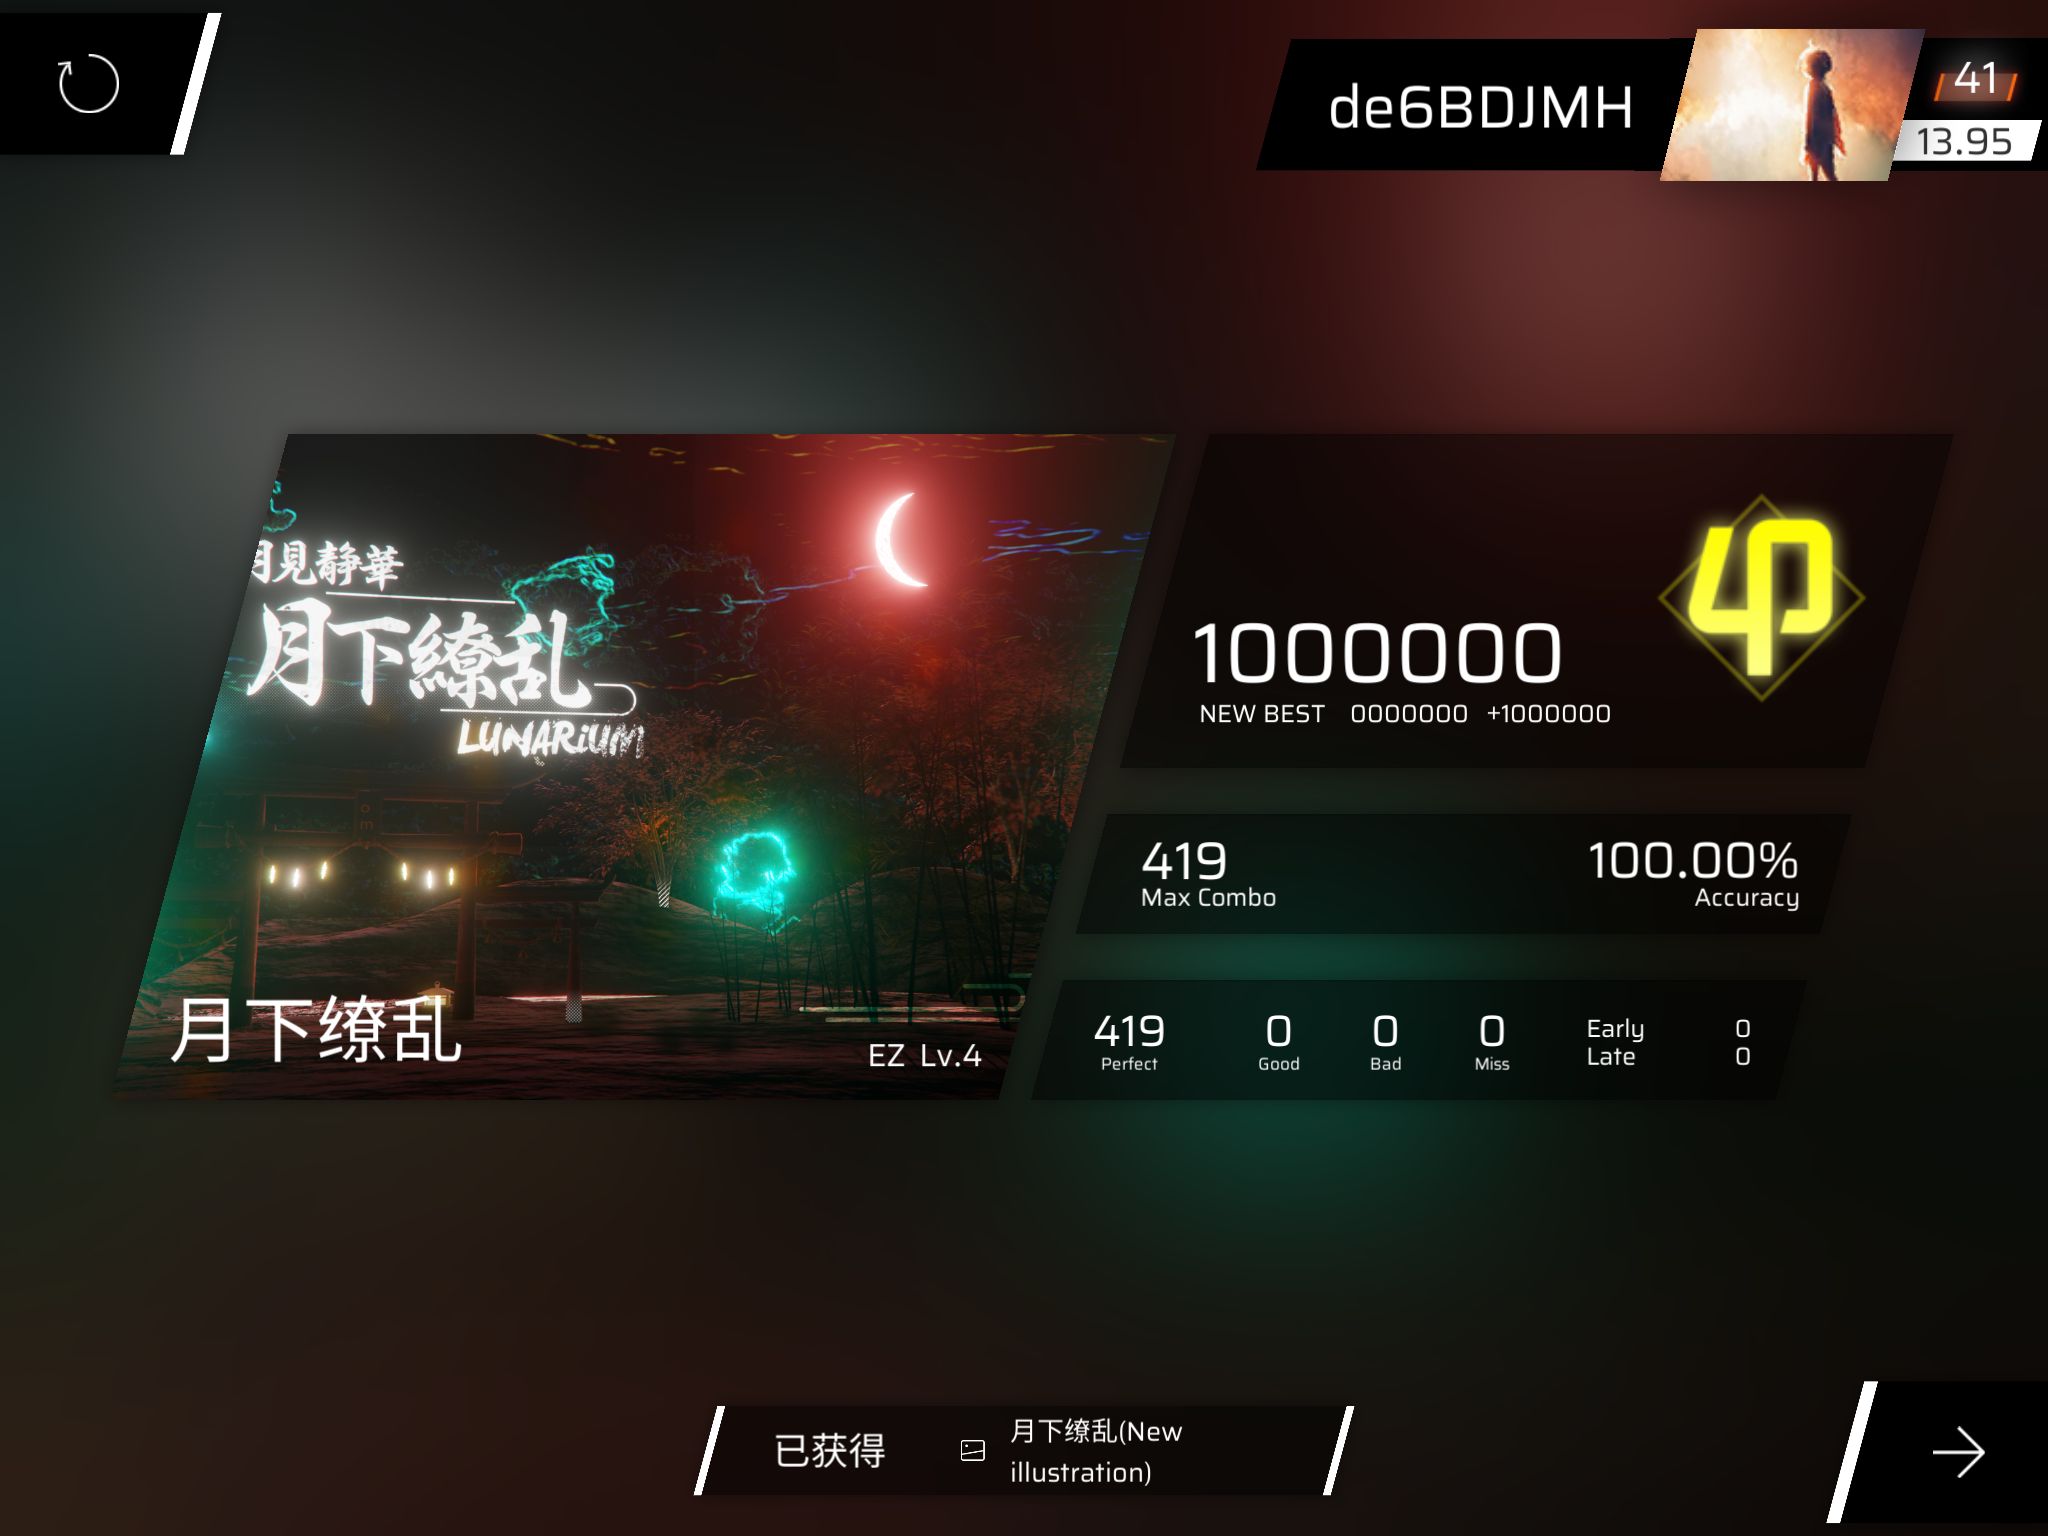 de6BDJMH
41
13.95
月見静華
月下繚乱
LUNARiUM
月下缭乱
EZ Lv.4
1000000
NEW BEST 0000000 +1000000
φ
419
Max Combo
100.00%
Accuracy
419 0 0 0
Perfect Good Bad Miss
Early 0
Late 0
已获得
月下缭乱(New
illustration)